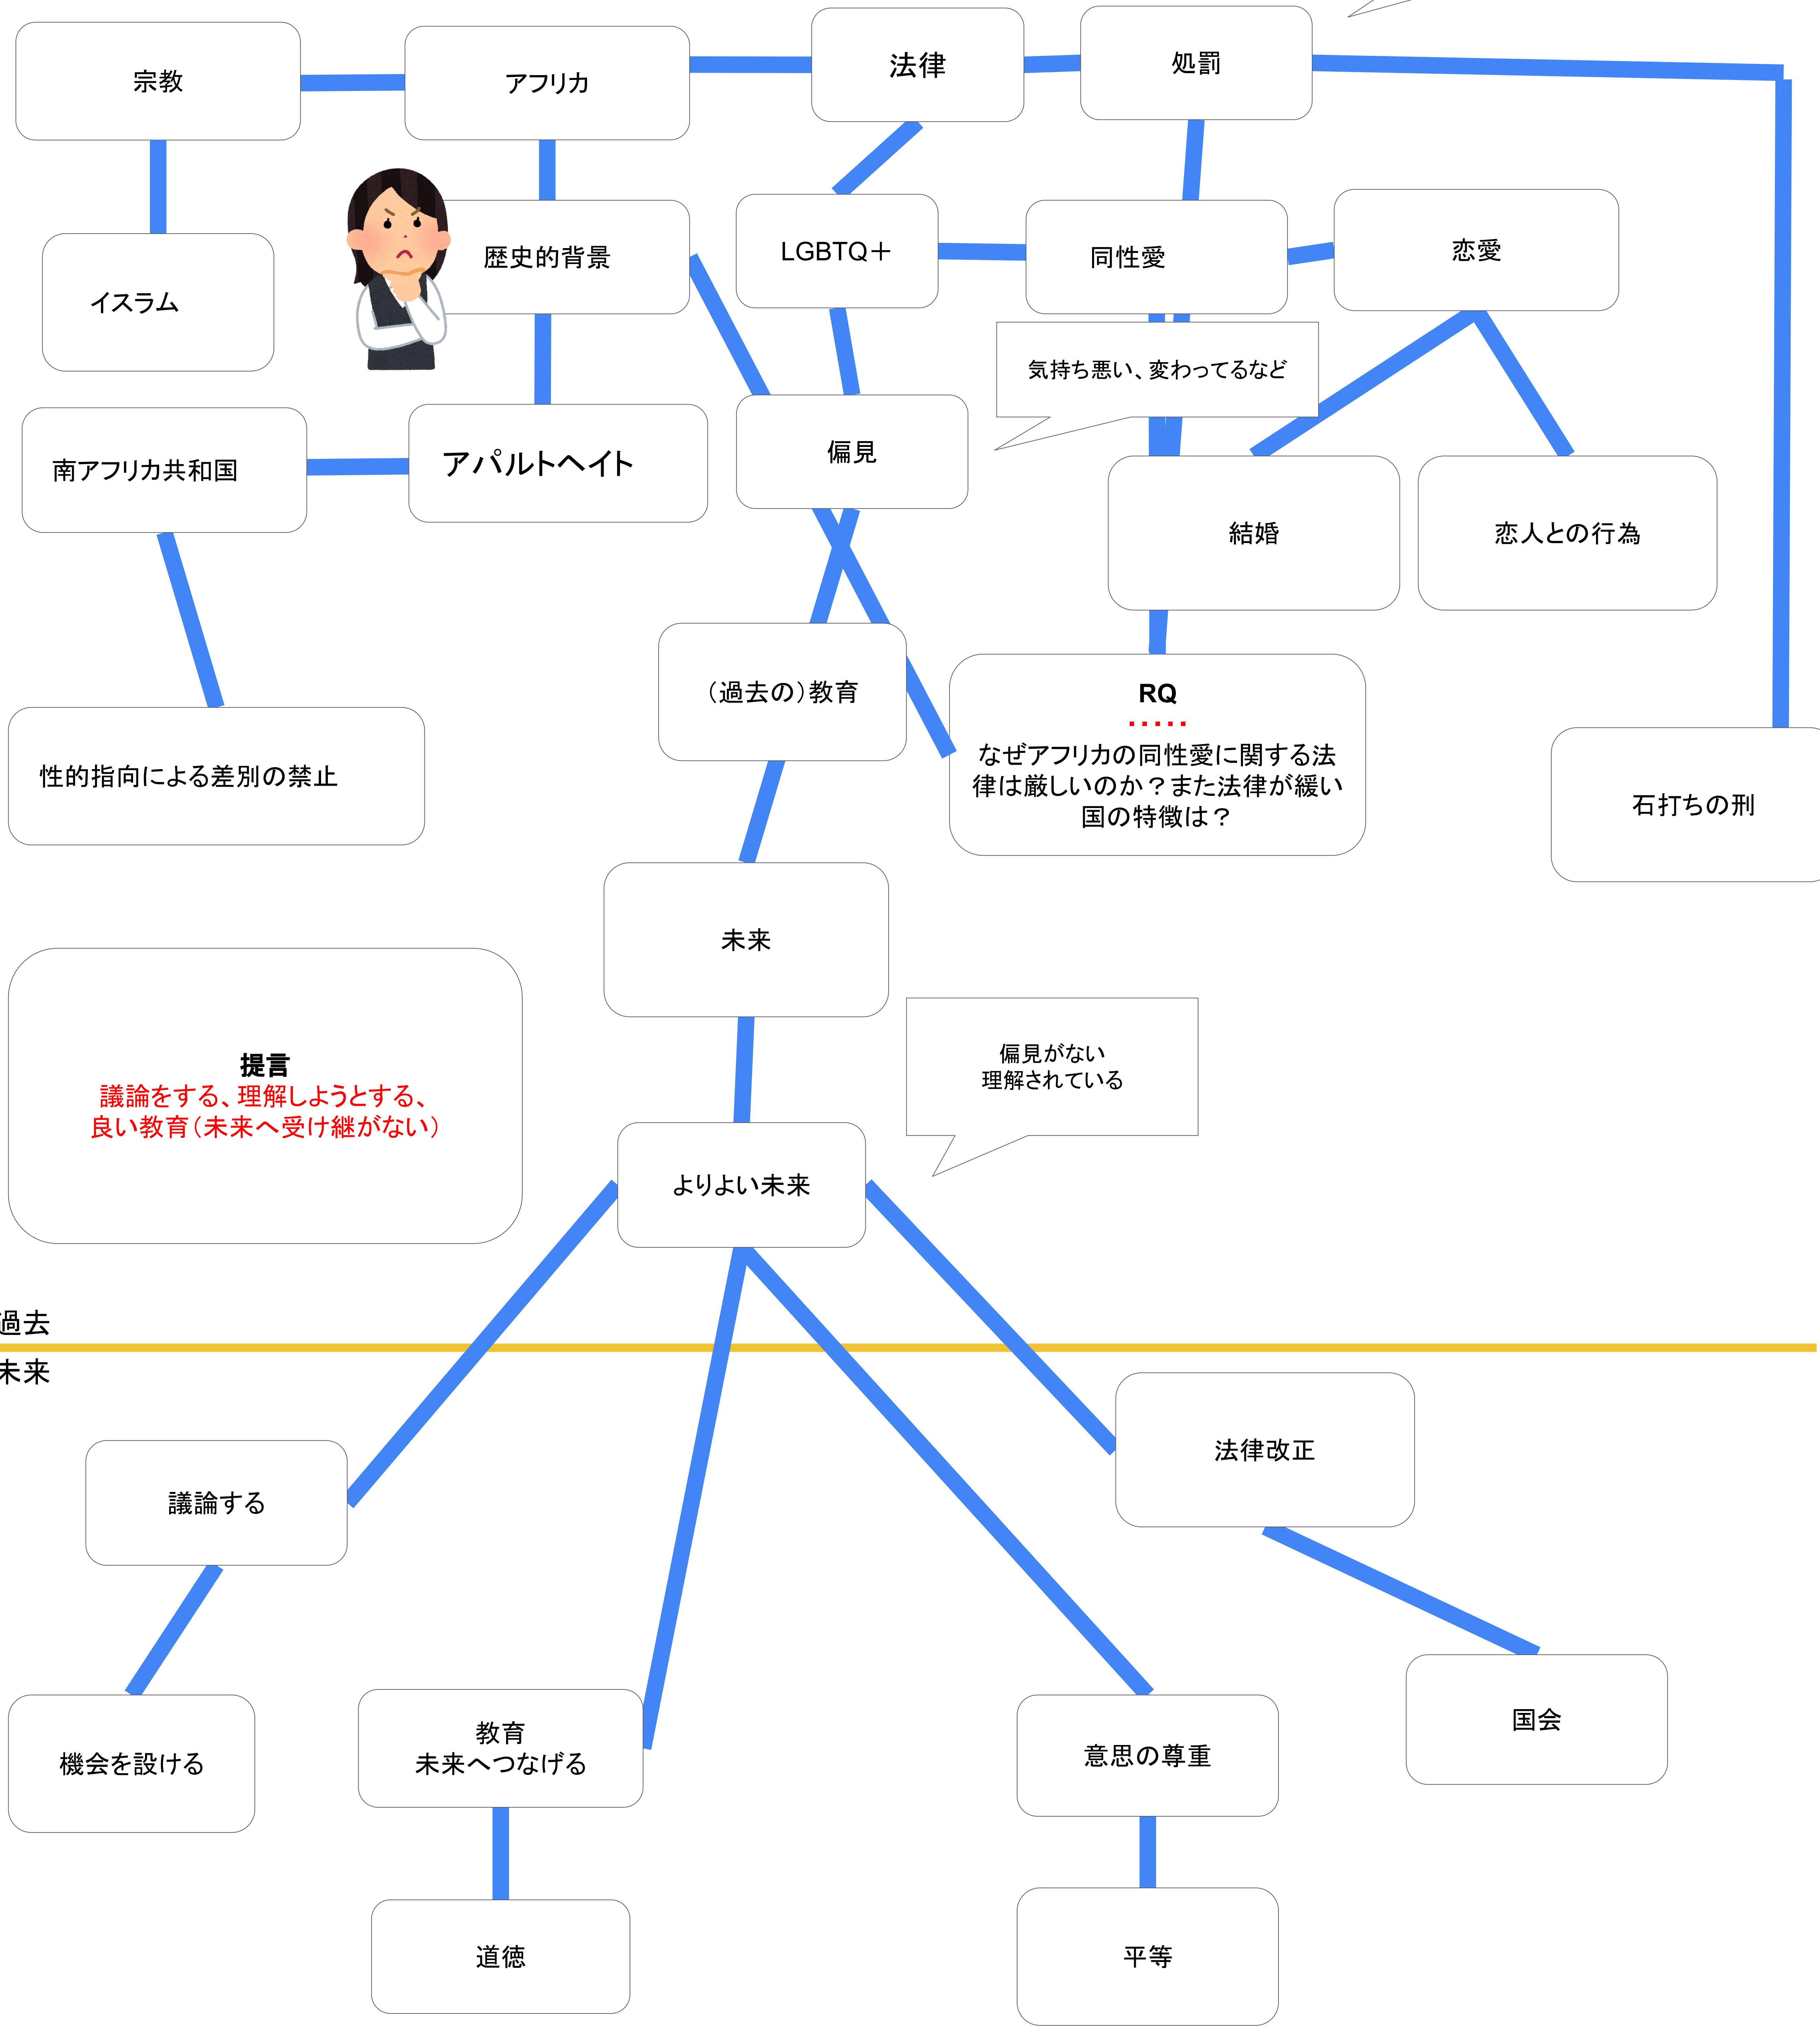 宗教
アフリカ
法律
処罰
イスラム
歴史的背景
LGBTQ＋
同性愛
恋愛
気持ち悪い、変わってるなど
南アフリカ共和国
アパルトヘイト
偏見
結婚
恋人との行為
（過去の）教育
RQ
.....
なぜアフリカの同性愛に関する法
律は厳しいのか？また法律が緩い
国の特徴は？
性的指向による差別の禁止
石打ちの刑
未来
提言
議論をする、理解しようとする、
良い教育（未来へ受け継がない）
偏見がない
理解されている
よりよい未来
過去
未来
議論する
法律改正
機会を設ける
教育
未来へつなげる
意思の尊重
国会
道徳
平等